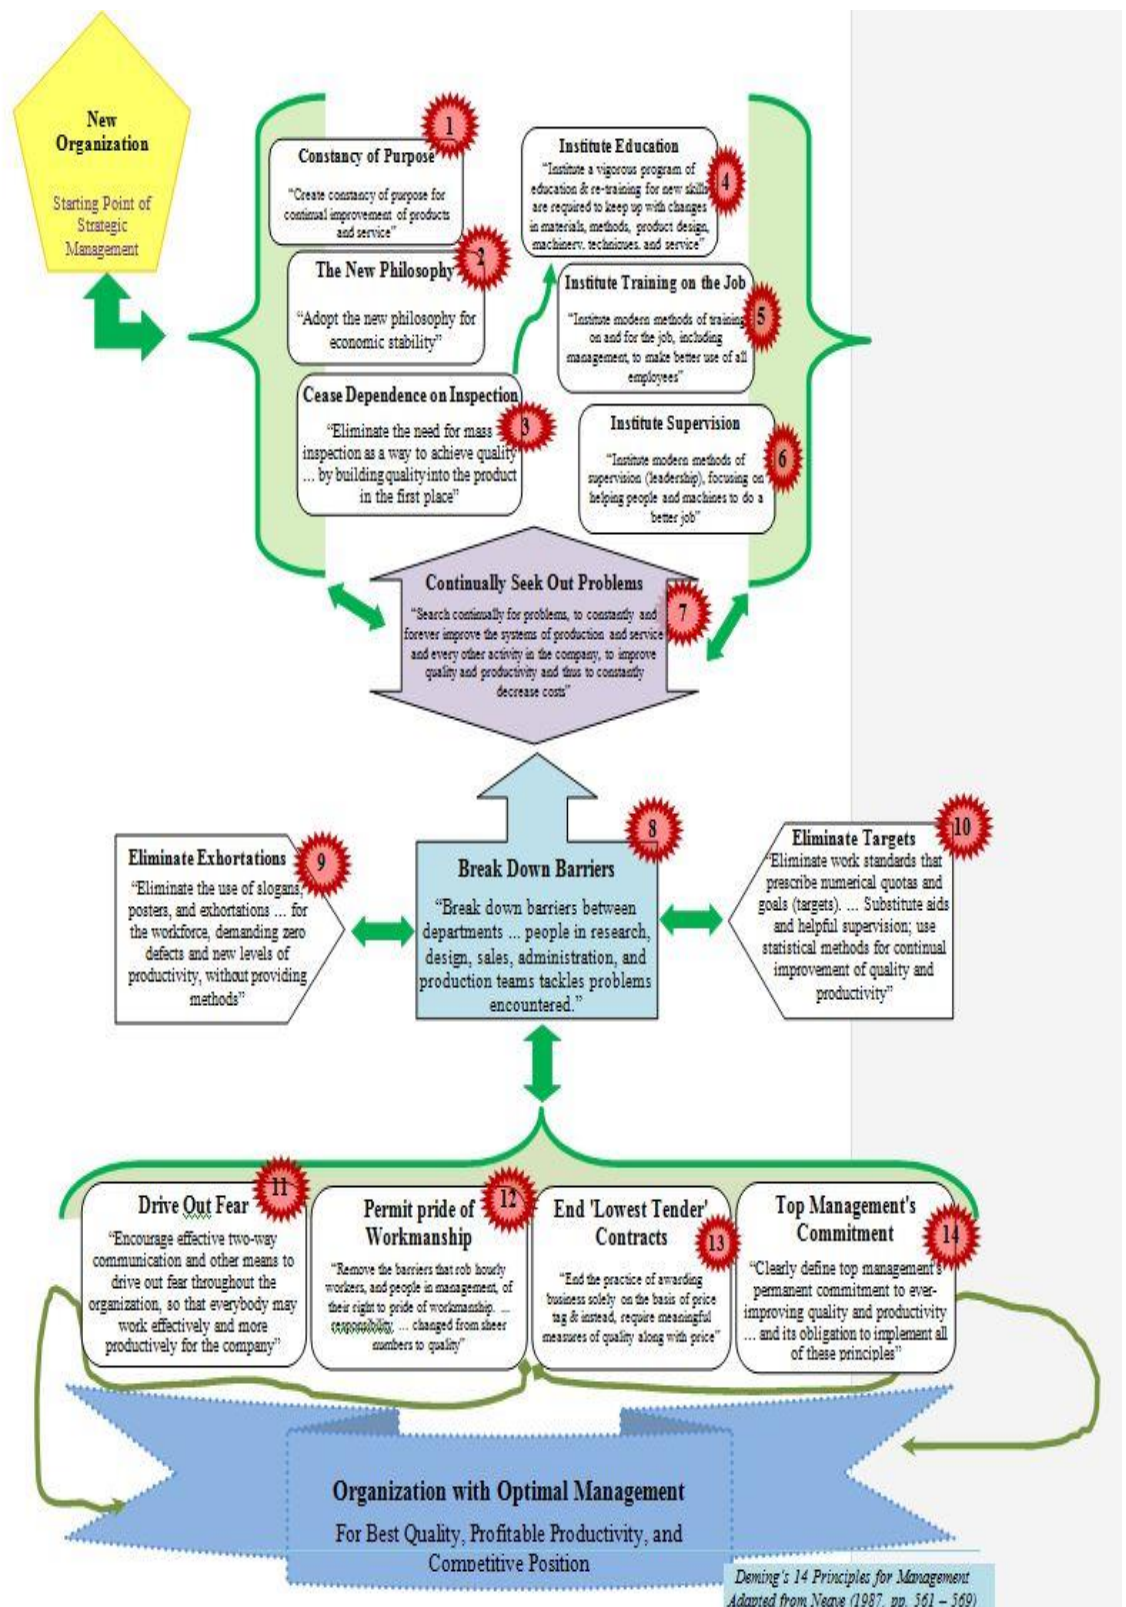 New
Organization
Starting Point of
Strategic
Management
1
Constancy of Purpose
“Create constancy of purpose for
continual improvement of products
and service”
2
The New Philosophy
“Adopt the new philosophy for
economic stability”
3
Cease Dependence on Inspection
“Eliminate the need for mass
inspection as a way to achieve quality
... by building quality into the product
in the first place”
4
Institute Education
“Institute a vigorous program of
education & re-training for new skills
are required to keep up with changes
in materials, methods, product design,
machinery, techniques, and service”
5
Institute Training on the Job
“Institute modern methods of training
on and for the job, including
management, to make better use of all
employees”
6
Institute Supervision
“Institute modern methods of
supervision (leadership), focusing on
helping people and machines to do a
better job”
7
Continually Seek Out Problems
“Search continually for problems, to constantly and
forever improve the systems of production and service
and every other activity in the company, to improve
quality and productivity and thus to constantly
decrease costs”
8
Break Down Barriers
“Break down barriers between
departments ... people in research,
design, sales, administration, and
production teams tackles problems
encountered.”
9
Eliminate Exhortations
“Eliminate the use of slogans,
posters, and exhortations ... for
the workforce, demanding zero
defects and new levels of
productivity, without providing
methods”
10
Eliminate Targets
“Eliminate work standards that
prescribe numerical quotas and
goals (targets). ... Substitute aids
and helpful supervision; use
statistical methods for continual
improvement of quality and
productivity”
11
Drive Out Fear
“Encourage effective two-way
communication and other means to
drive out fear throughout the
organization, so that everybody may
work effectively and more
productively for the company”
12
Permit pride of
Workmanship
“Remove the barriers that rob hourly
workers, and people in management, of
their right to pride of workmanship. ...
responsibility, ... changed from sheer
numbers to quality”
13
End 'Lowest Tender'
Contracts
“End the practice of awarding
business solely on the basis of price
tag & instead, require meaningful
measures of quality along with price”
14
Top Management's
Commitment
“Clearly define top management's
permanent commitment to ever-
improving quality and productivity
... and its obligation to implement all
of these principles”
Organization with Optimal Management
For Best Quality, Profitable Productivity, and
Competitive Position
Deming's 14 Principles for Management
Adapted from Neave (1987, pp. 561 – 569)